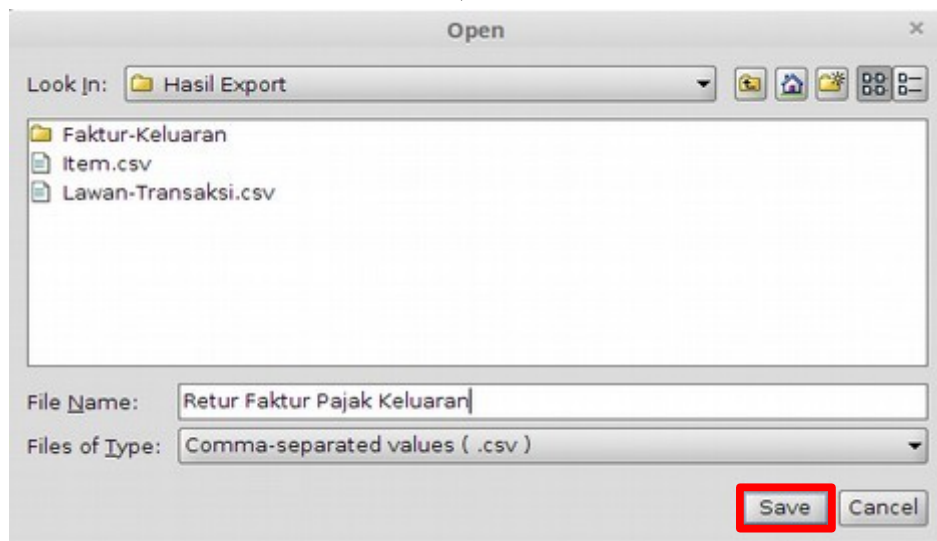 Open
Look In: Hasil Export
Faktur-Keluaran
Item.csv
Lawan-Transaksi.csv
File Name: Retur Faktur Pajak Keluaran
Files of Type: Comma-separated values ( .csv )
Save Cancel